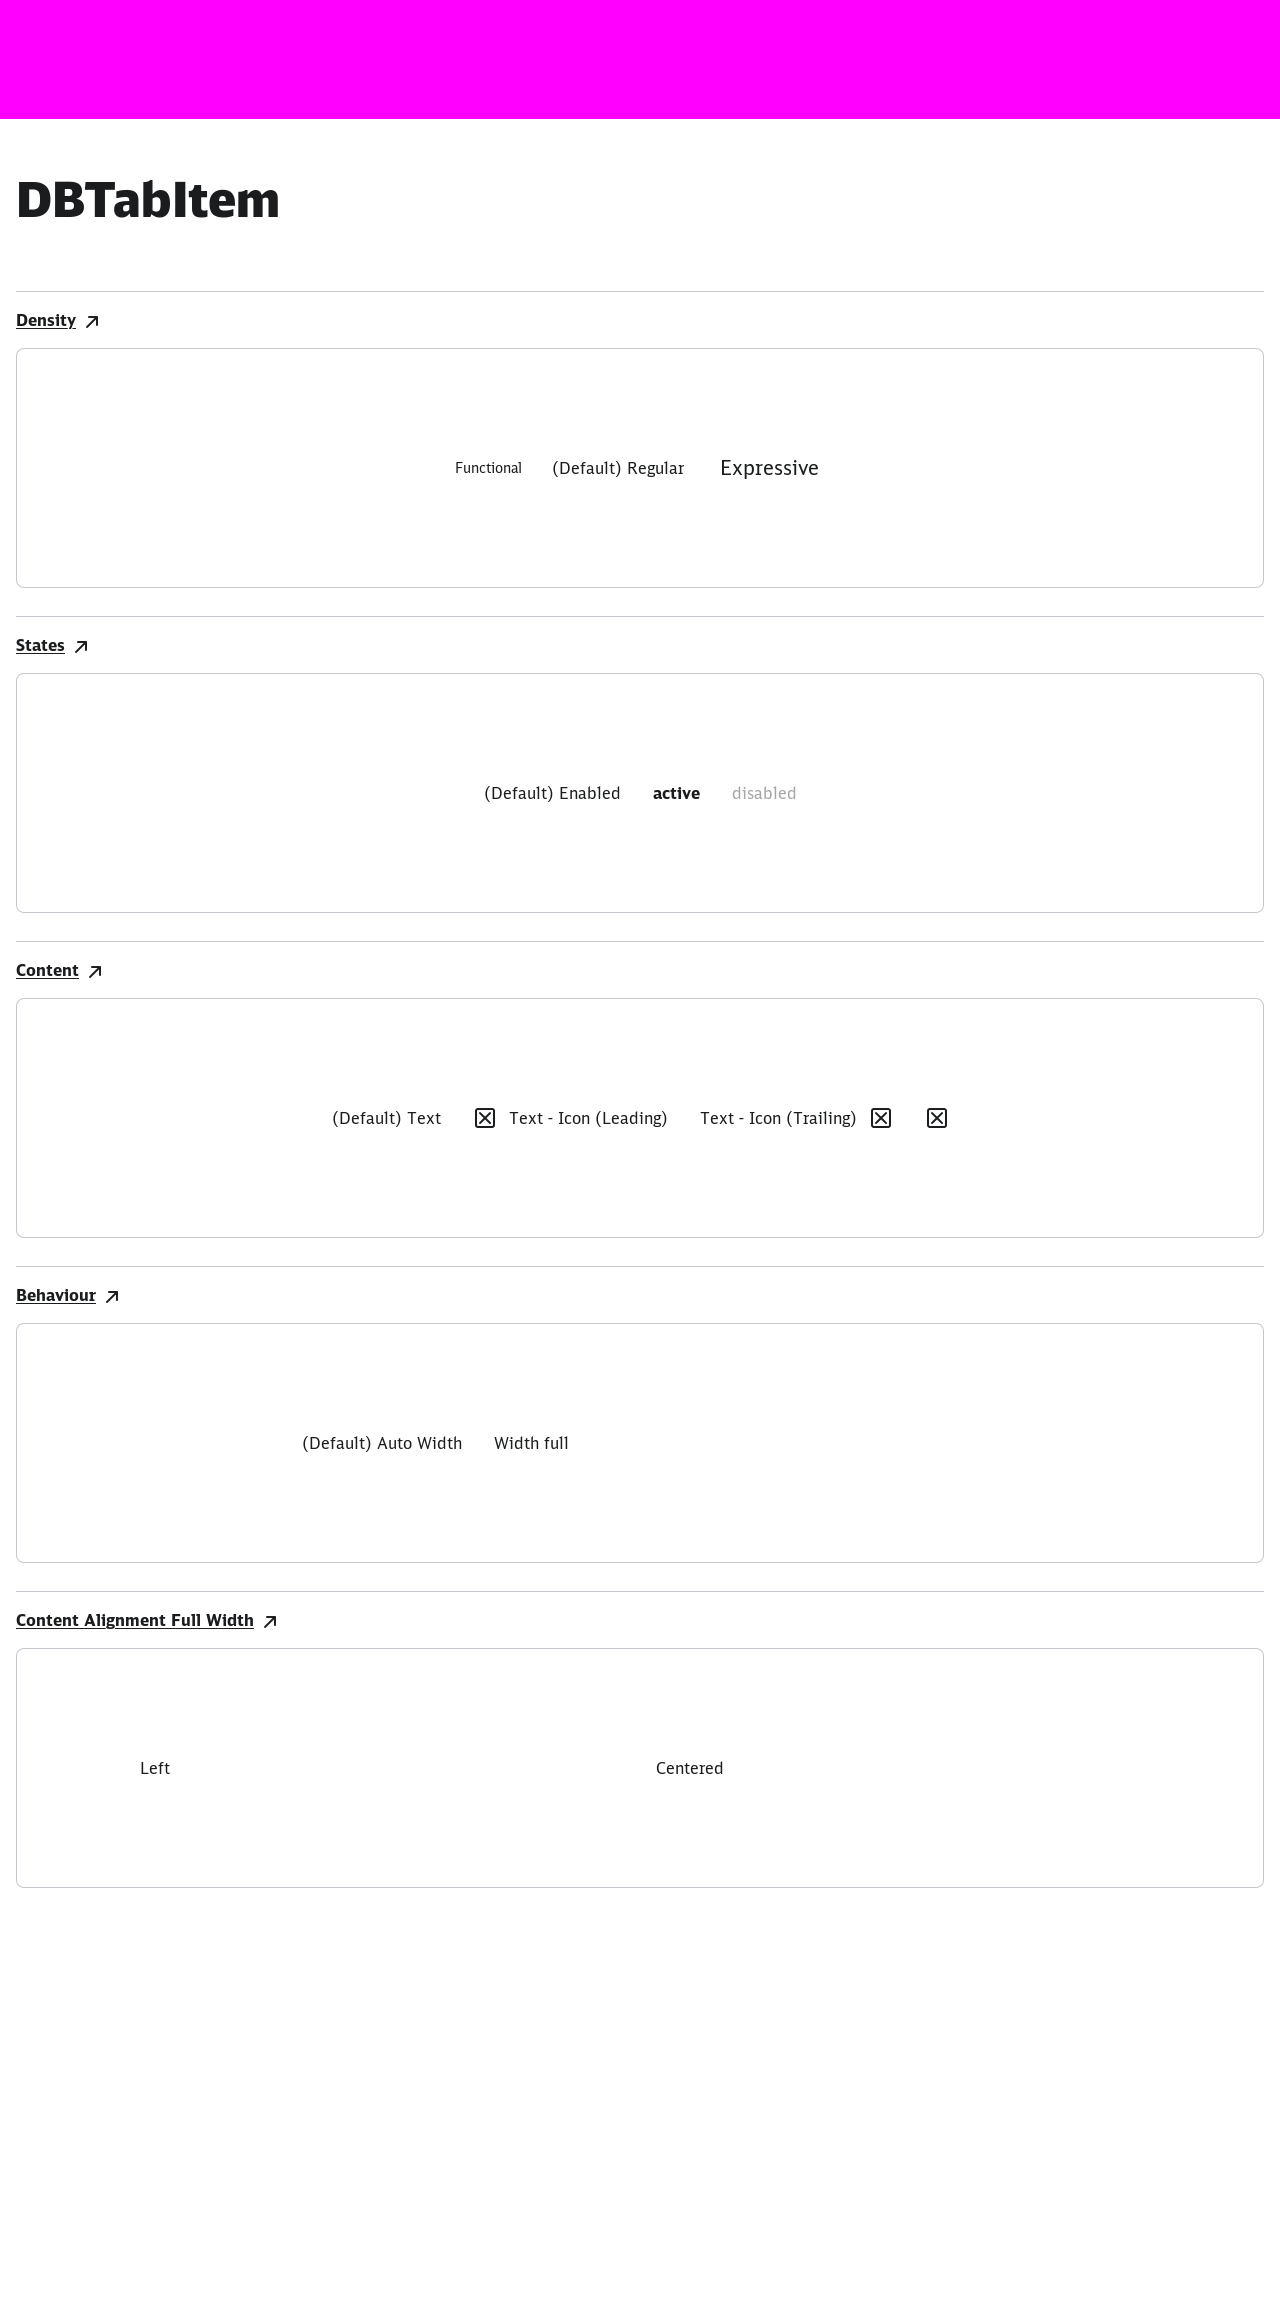 DBTabItem
Density
Functional (Default) Regular Expressive
States
(Default) Enabled active disabled
Content
(Default) Text Text - Icon (Leading) Text - Icon (Trailing)
Behaviour
(Default) Auto Width Width full
Content Alignment Full Width
Left Centered